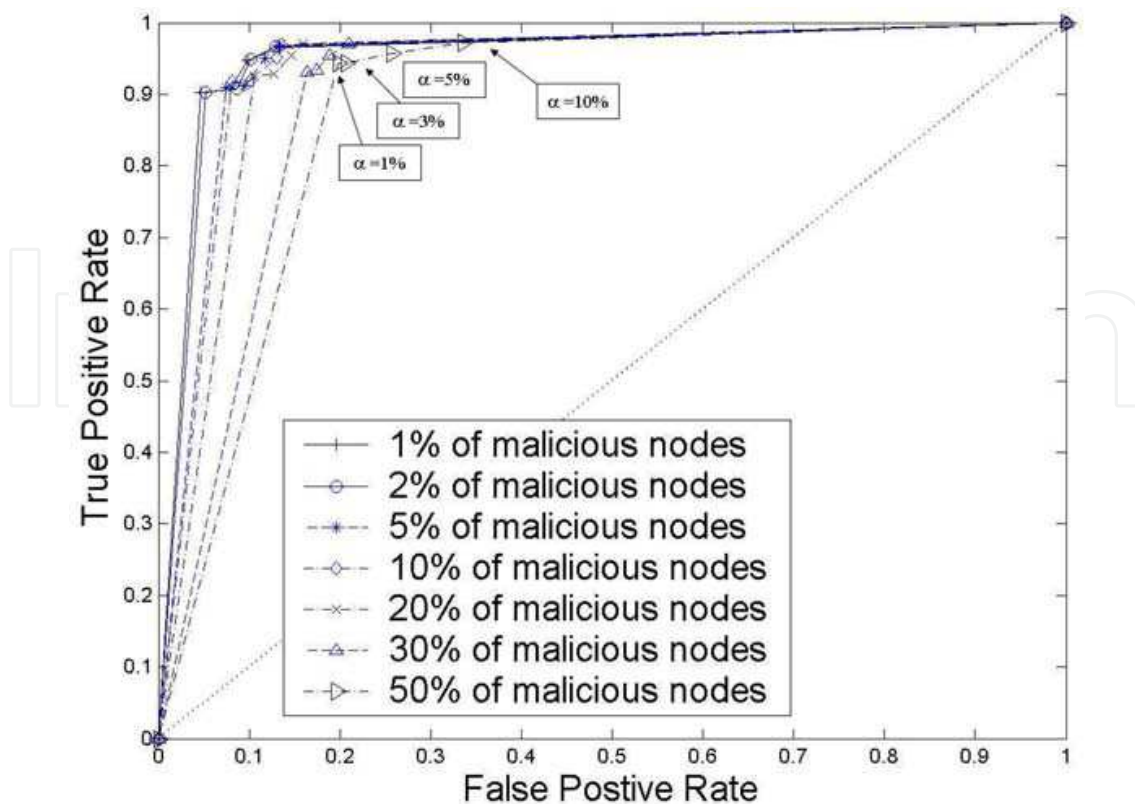 1
0.9
0.8
0.7
0.6
0.5
0.4
0.3
0.2
0.1
0
True Positive Rate
α =5%
α =10%
α =3%
α =1%
1% of malicious nodes
2% of malicious nodes
5% of malicious nodes
10% of malicious nodes
20% of malicious nodes
30% of malicious nodes
50% of malicious nodes
0 0.1 0.2 0.3 0.4 0.5 0.6 0.7 0.8 0.9 1
False Postive Rate